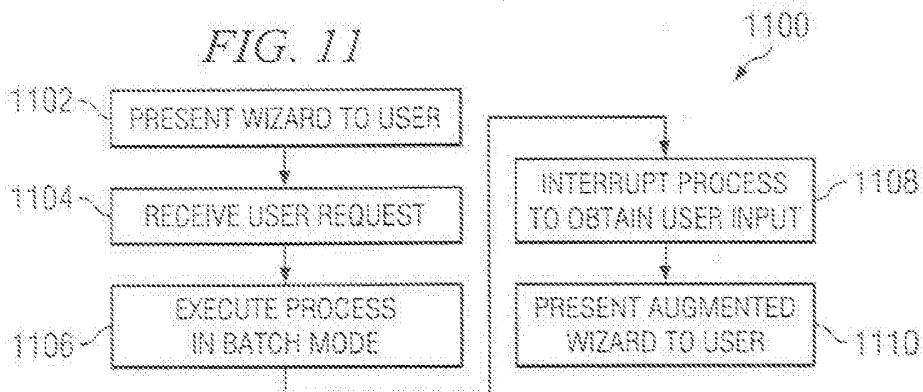 FIG. 11
1100
1102
PRESENT WIZARD TO USER
1104
RECEIVE USER REQUEST
1106
EXECUTE PROCESS
IN BATCH MODE
INTERRUPT PROCESS
TO OBTAIN USER INPUT
1108
PRESENT AUGMENTED
WIZARD TO USER
1110